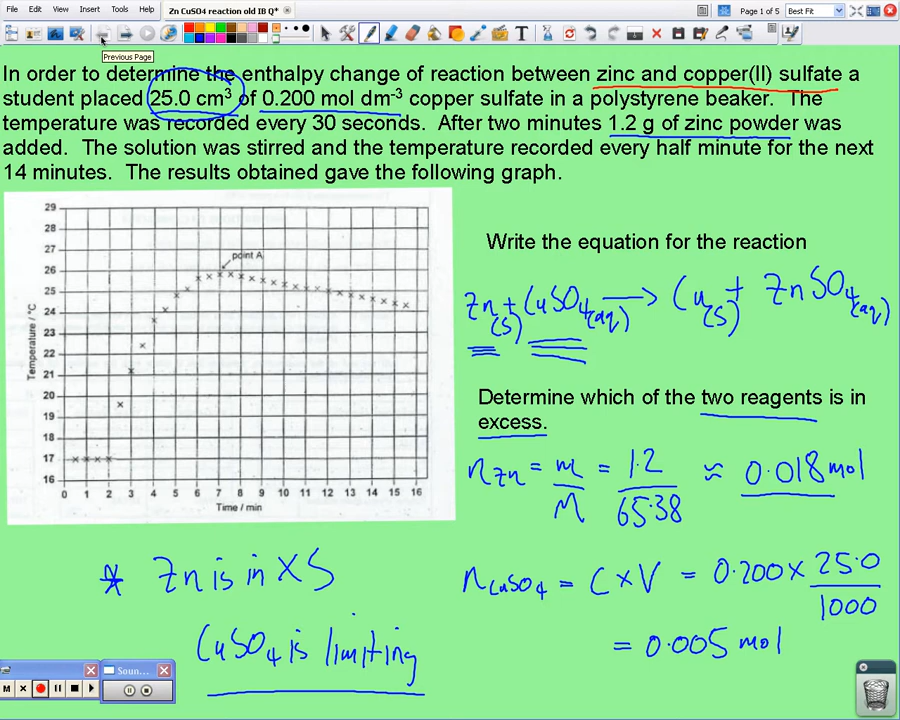 File Edit View Insert Tools Help
Zn CuSO4 reaction old IB Q*
Page 1 of 5
Best Fit
Previous Page
In order to determine the enthalpy change of reaction between zinc and copper(II) sulfate a
student placed 25.0 cm³ of 0.200 mol dm⁻³ copper sulfate in a polystyrene beaker. The
temperature was recorded every 30 seconds. After two minutes 1.2 g of zinc powder was
added. The solution was stirred and the temperature recorded every half minute for the next
14 minutes. The results obtained gave the following graph.
29
28
27
26
25
24
23
22
21
20
19
18
17
16
point A
Temperature / °C
0 1 2 3 4 5 6 7 8 9 10 11 12 13 14 15 16
Time / min
Write the equation for the reaction
Zn(s) + CuSO₄(aq) → Cu(s) + ZnSO₄(aq)
Determine which of the two reagents is in
excess.
nZn = m/M = 1.2/65.38 ≈ 0.018 mol
nCuSO₄ = C × V = 0.200 × 25.0/1000
= 0.005 mol
* Zn is in XS
CuSO₄ is limiting
Soun...
M